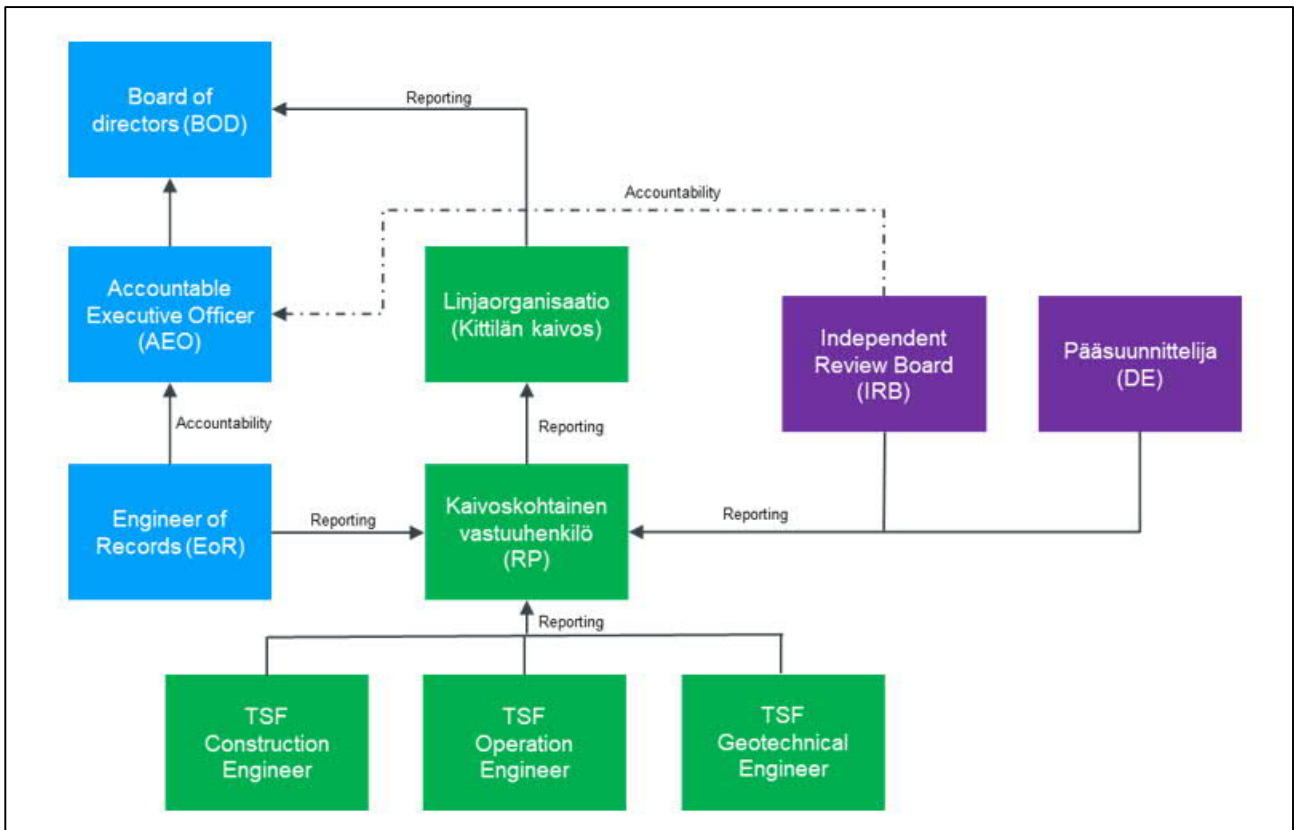 Board of
directors (BOD)
Reporting
Accountability
Accountable
Executive Officer
(AEO)
Linjaorganisaatio
(Kittilän kaivos)
Independent
Review Board
(IRB)
Pääsuunnittelija
(DE)
Accountability
Reporting
Engineer of
Records (EoR)
Reporting
Kaivoskohtainen
vastuuhenkilö
(RP)
Reporting
Reporting
TSF
Construction
Engineer
TSF
Operation
Engineer
TSF
Geotechnical
Engineer